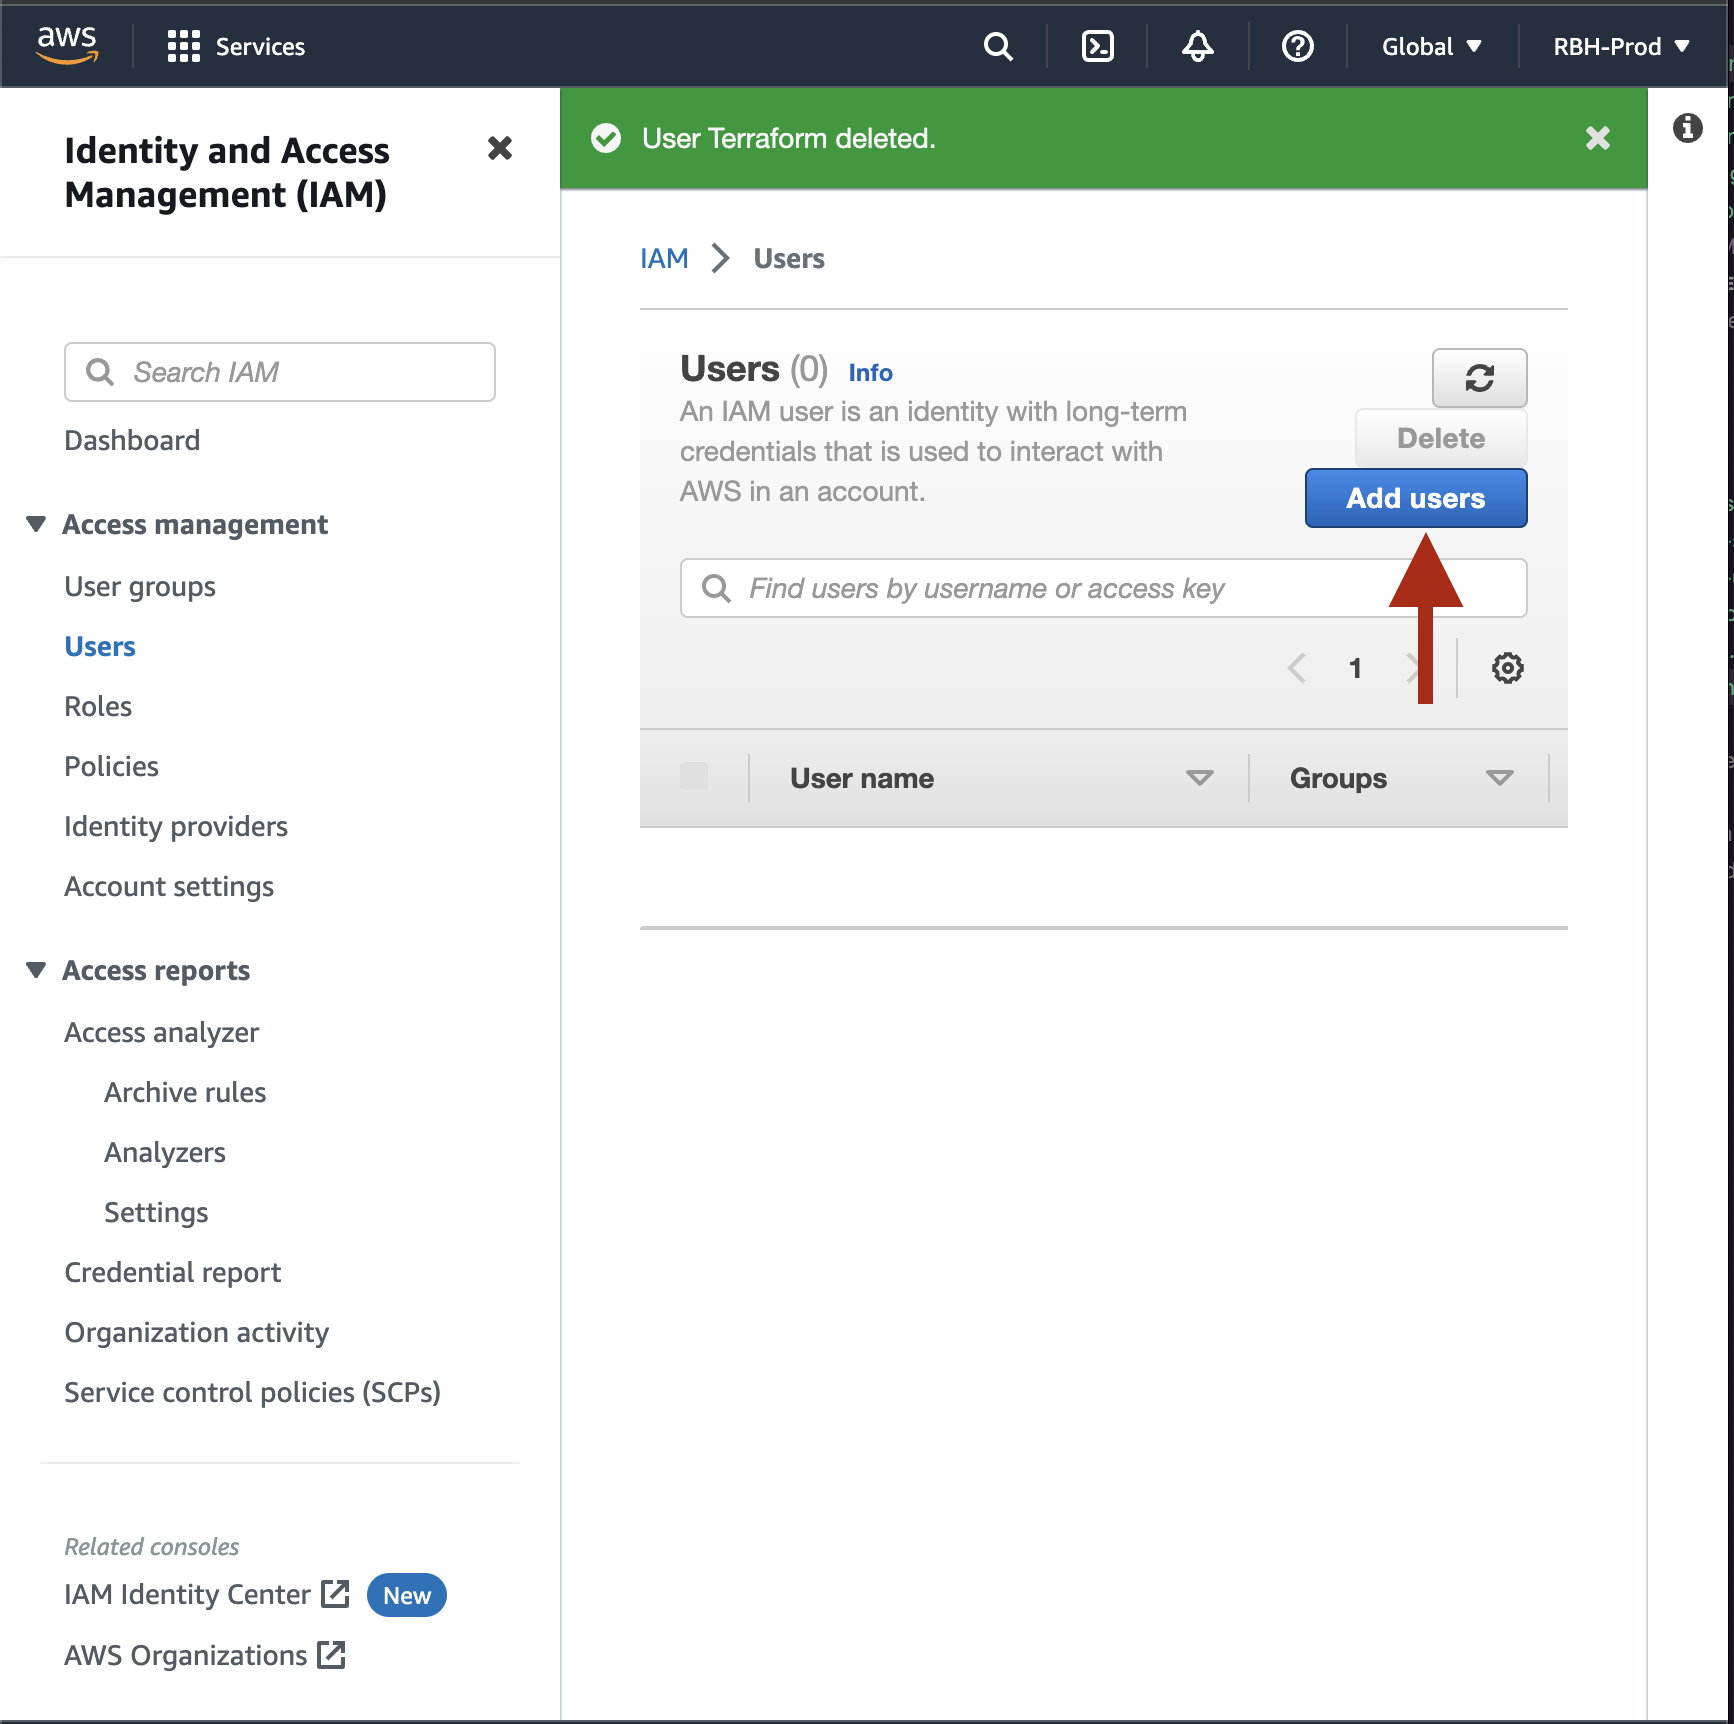 aws
Services
Global
RBH-Prod
Identity and Access
Management (IAM)
Search IAM
Dashboard
Access management
User groups
Users
Roles
Policies
Identity providers
Account settings
Access reports
Access analyzer
Archive rules
Analyzers
Settings
Credential report
Organization activity
Service control policies (SCPs)
Related consoles
IAM Identity Center New
AWS Organizations
User Terraform deleted.
IAM Users
Users (0) Info
An IAM user is an identity with long-term
credentials that is used to interact with
AWS in an account.
Delete
Add users
Find users by username or access key
1
User name Groups